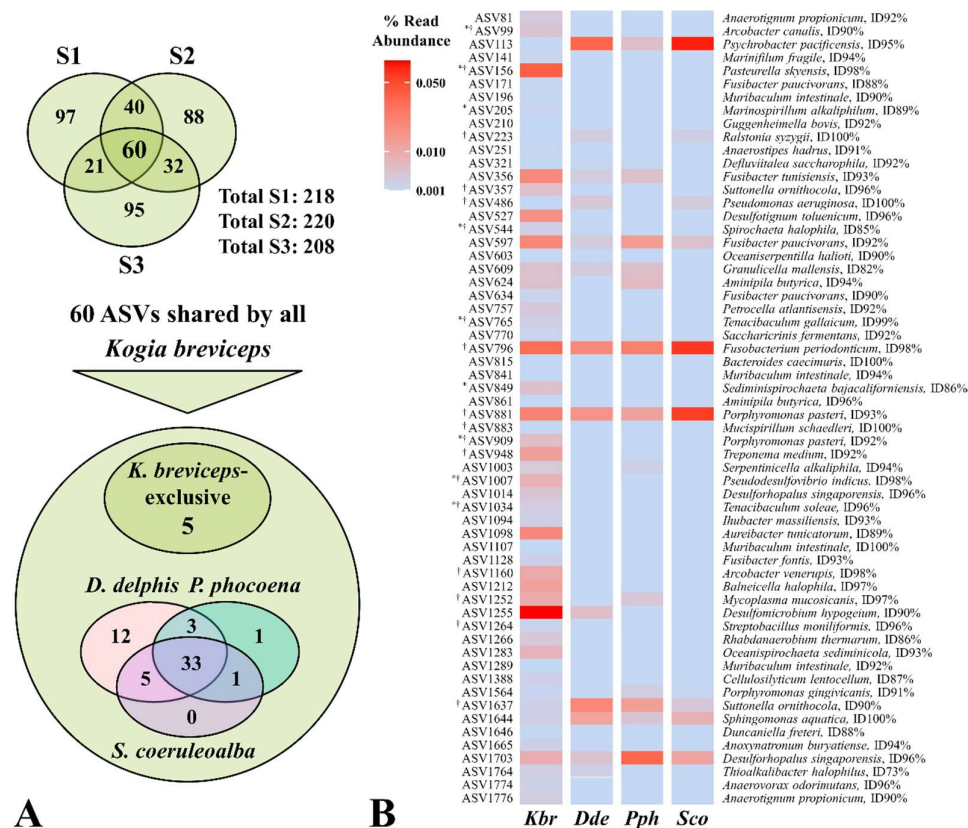 S1 S2
97 40 88
60
21 32
95
S3
Total S1: 218
Total S2: 220
Total S3: 208
60 ASVs shared by all
Kogia breviceps
K. breviceps-
exclusive
5
D. delphis P. phocoena
12 3 1
33
5 1
0
S. coeruleoalba
A
% Read
Abundance
0.050
0.010
0.001
ASV81 Anaerotignum propionicum, ID92%
*†ASV99 Arcobacter canalis, ID90%
ASV113 Psychrobacter pacificensis, ID95%
ASV141 Marinifilum fragile, ID94%
*†ASV156 Pasteurella skyensis, ID98%
ASV171 Fusibacter paucivorans, ID88%
ASV196 Muribaculum intestinale, ID90%
*ASV205 Marinospirillum alkaliphilum, ID89%
ASV210 Guggenheimella bovis, ID92%
†ASV223 Ralstonia syzygii, ID100%
ASV251 Anaerostipes hadrus, ID91%
ASV321 Defluviitalea saccharophila, ID92%
ASV356 Fusibacter tunisiensis, ID93%
†ASV357 Suttonella ornithocola, ID96%
†ASV486 Pseudomonas aeruginosa, ID100%
ASV527 Desulfotignum toluenicum, ID96%
*†ASV544 Spirochaeta halophila, ID85%
ASV597 Fusibacter paucivorans, ID92%
ASV603 Oceaniserpentilla halioti, ID90%
ASV609 Granulicella mallensis, ID82%
ASV624 Aminipila butyrica, ID94%
ASV634 Fusibacter paucivorans, ID90%
ASV757 Petrocella atlantisensis, ID92%
*†ASV765 Tenacibaculum gallaicum, ID99%
ASV770 Saccharicrinis fermentans, ID92%
†ASV796 Fusobacterium periodonticum, ID98%
ASV815 Bacteroides caecimuris, ID100%
ASV841 Muribaculum intestinale, ID94%
*ASV849 Sediminispirochaeta bajacaliforniensis, ID86%
ASV861 Aminipila butyrica, ID96%
†ASV881 Porphyromonas pasteri, ID93%
†ASV883 Mucispirillum schaedleri, ID100%
*†ASV909 Porphyromonas pasteri, ID92%
†ASV948 Treponema medium, ID92%
ASV1003 Serpentinicella alkaliphila, ID94%
*†ASV1007 Pseudodesulfovibrio indicus, ID98%
ASV1014 Desulforhopalus singaporensis, ID96%
*†ASV1034 Tenacibaculum soleae, ID96%
ASV1094 Ihubacter massiliensis, ID93%
ASV1098 Aureibacter tunicatorum, ID89%
ASV1107 Muribaculum intestinale, ID100%
ASV1128 Fusibacter fontis, ID93%
†ASV1160 Arcobacter venerupis, ID98%
ASV1212 Balneicella halophila, ID97%
†ASV1252 Mycoplasma mucosicanis, ID97%
ASV1255 Desulfomicrobium hypogeium, ID90%
†ASV1264 Streptobacillus moniliformis, ID96%
ASV1266 Rhabdanaerobium thermarum, ID86%
ASV1283 Oceanispirochaeta sediminicola, ID93%
ASV1289 Muribaculum intestinale, ID92%
ASV1388 Cellulosilyticum lentocellum, ID87%
ASV1564 Porphyromonas gingivicanis, ID91%
†ASV1637 Suttonella ornithocola, ID90%
ASV1644 Sphingomonas aquatica, ID100%
ASV1646 Duncaniella freteri, ID88%
ASV1665 Anoxynatronum buryatiense, ID94%
ASV1703 Desulforhopalus singaporensis, ID96%
ASV1764 Thioalkalibacter halophilus, ID73%
ASV1774 Anaerovorax odorimutans, ID96%
ASV1776 Anaerotignum propionicum, ID90%
B Kbr Dde Pph Sco